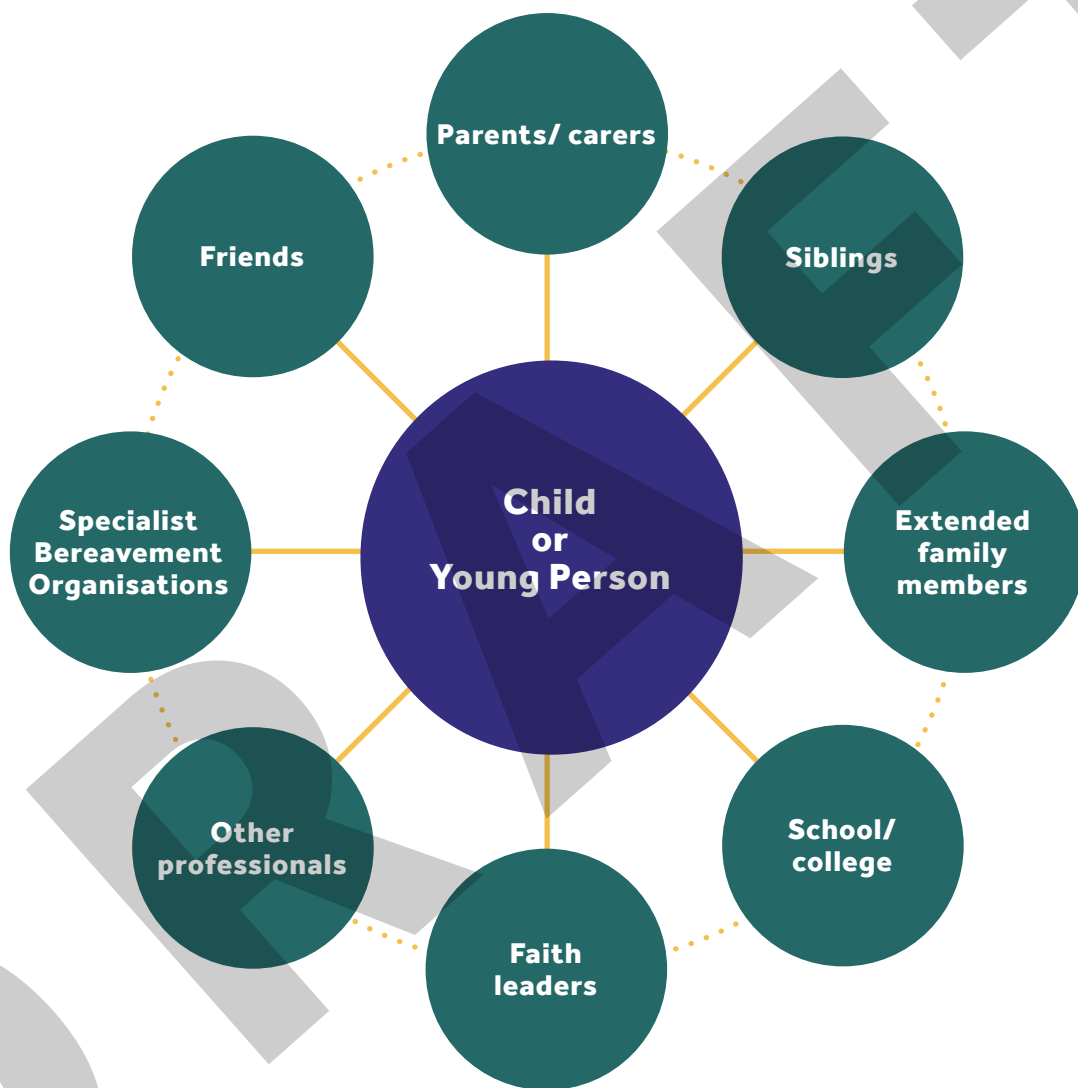 Parents/ carers
Friends
Siblings
Child
or
Young Person
Specialist
Bereavement
Organisations
Extended
family
members
Other
professionals
School/
college
Faith
leaders